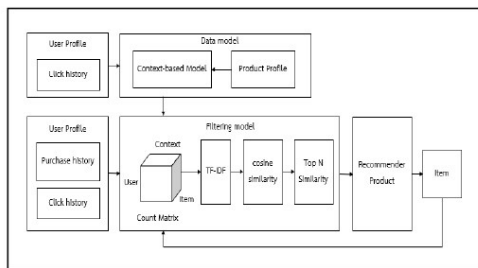 User Profile
Click history
Data model
Context-based Model
Product Profile
User Profile
Purchase history
Click history
Filtering model
Context
User
Item
Count Matrix
TF-IDF
cosine
similarity
Top N
Similarity
Recommender
Product
Item